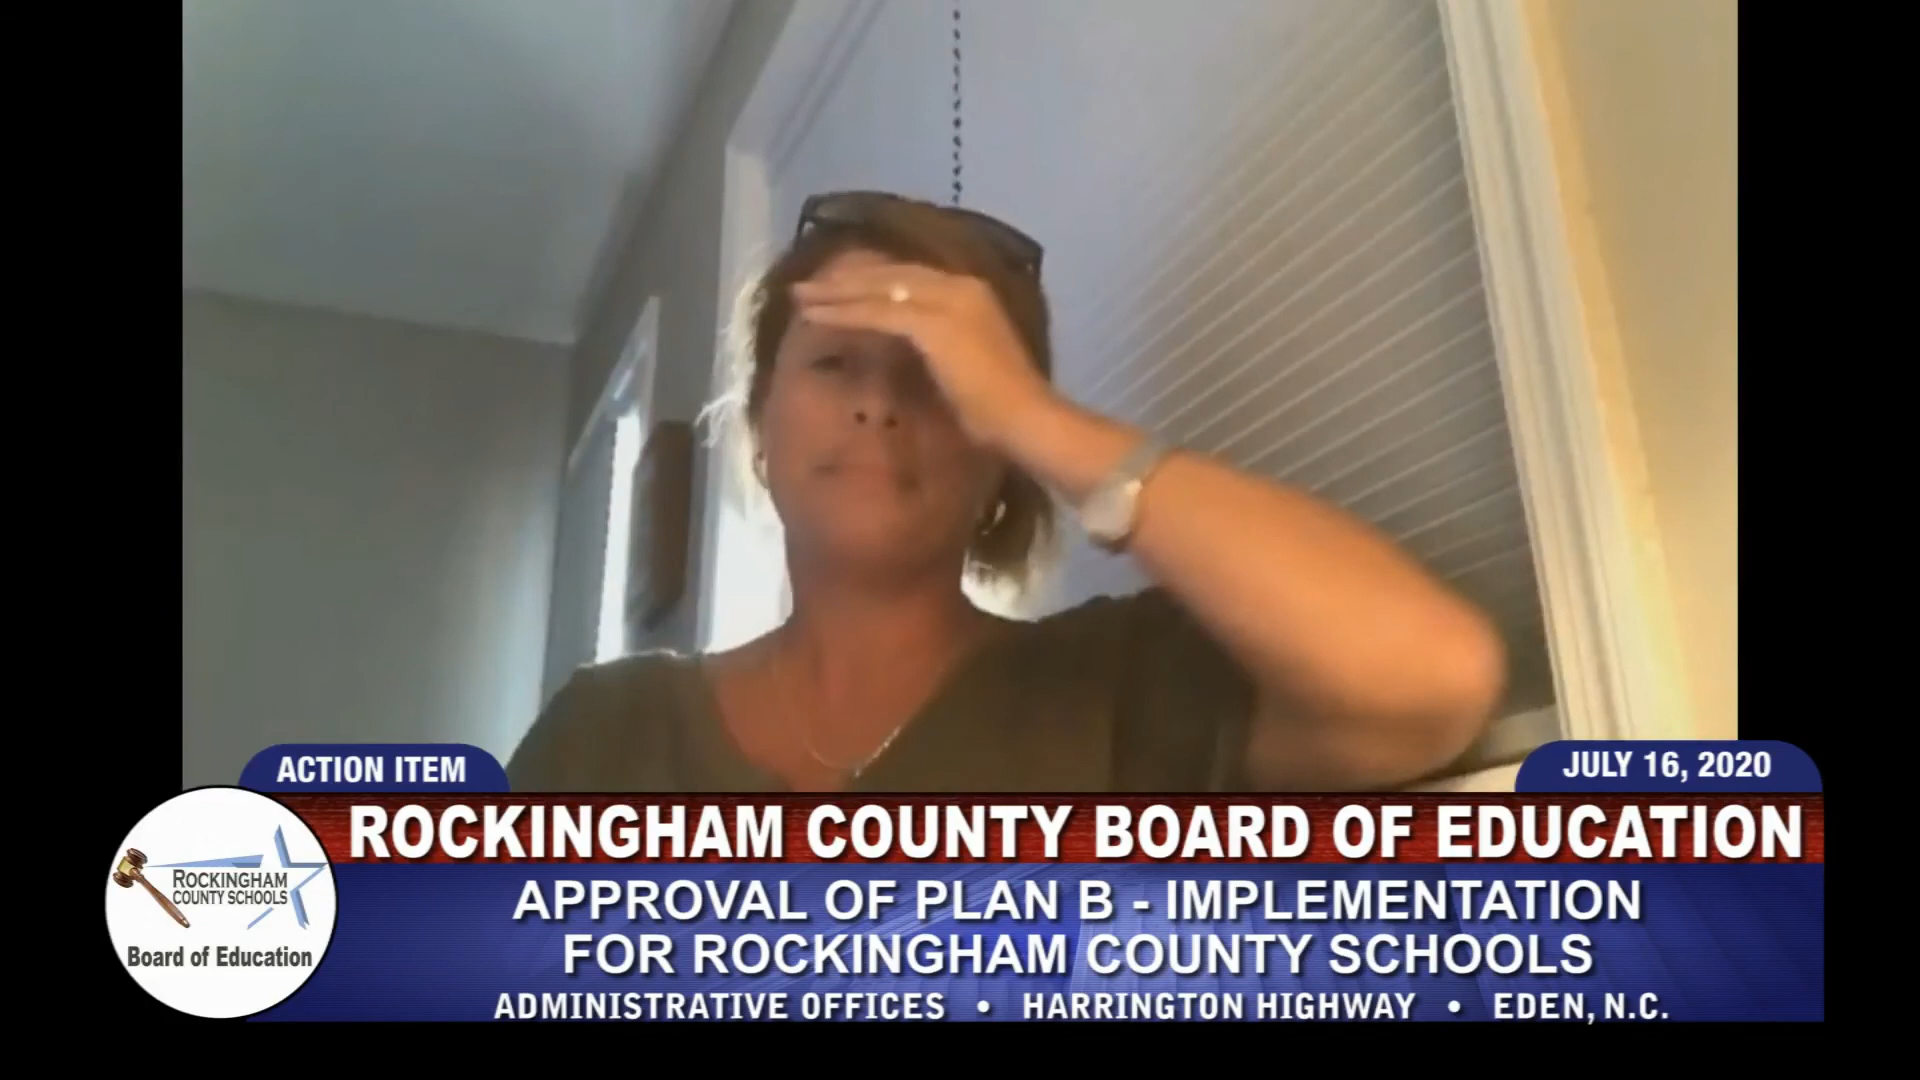 ACTION ITEM
JULY 16, 2020
ROCKINGHAM COUNTY BOARD OF EDUCATION
ROCKINGHAM
COUNTY SCHOOLS
Board of Education
APPROVAL OF PLAN B - IMPLEMENTATION
FOR ROCKINGHAM COUNTY SCHOOLS
ADMINISTRATIVE OFFICES • HARRINGTON HIGHWAY • EDEN, N.C.